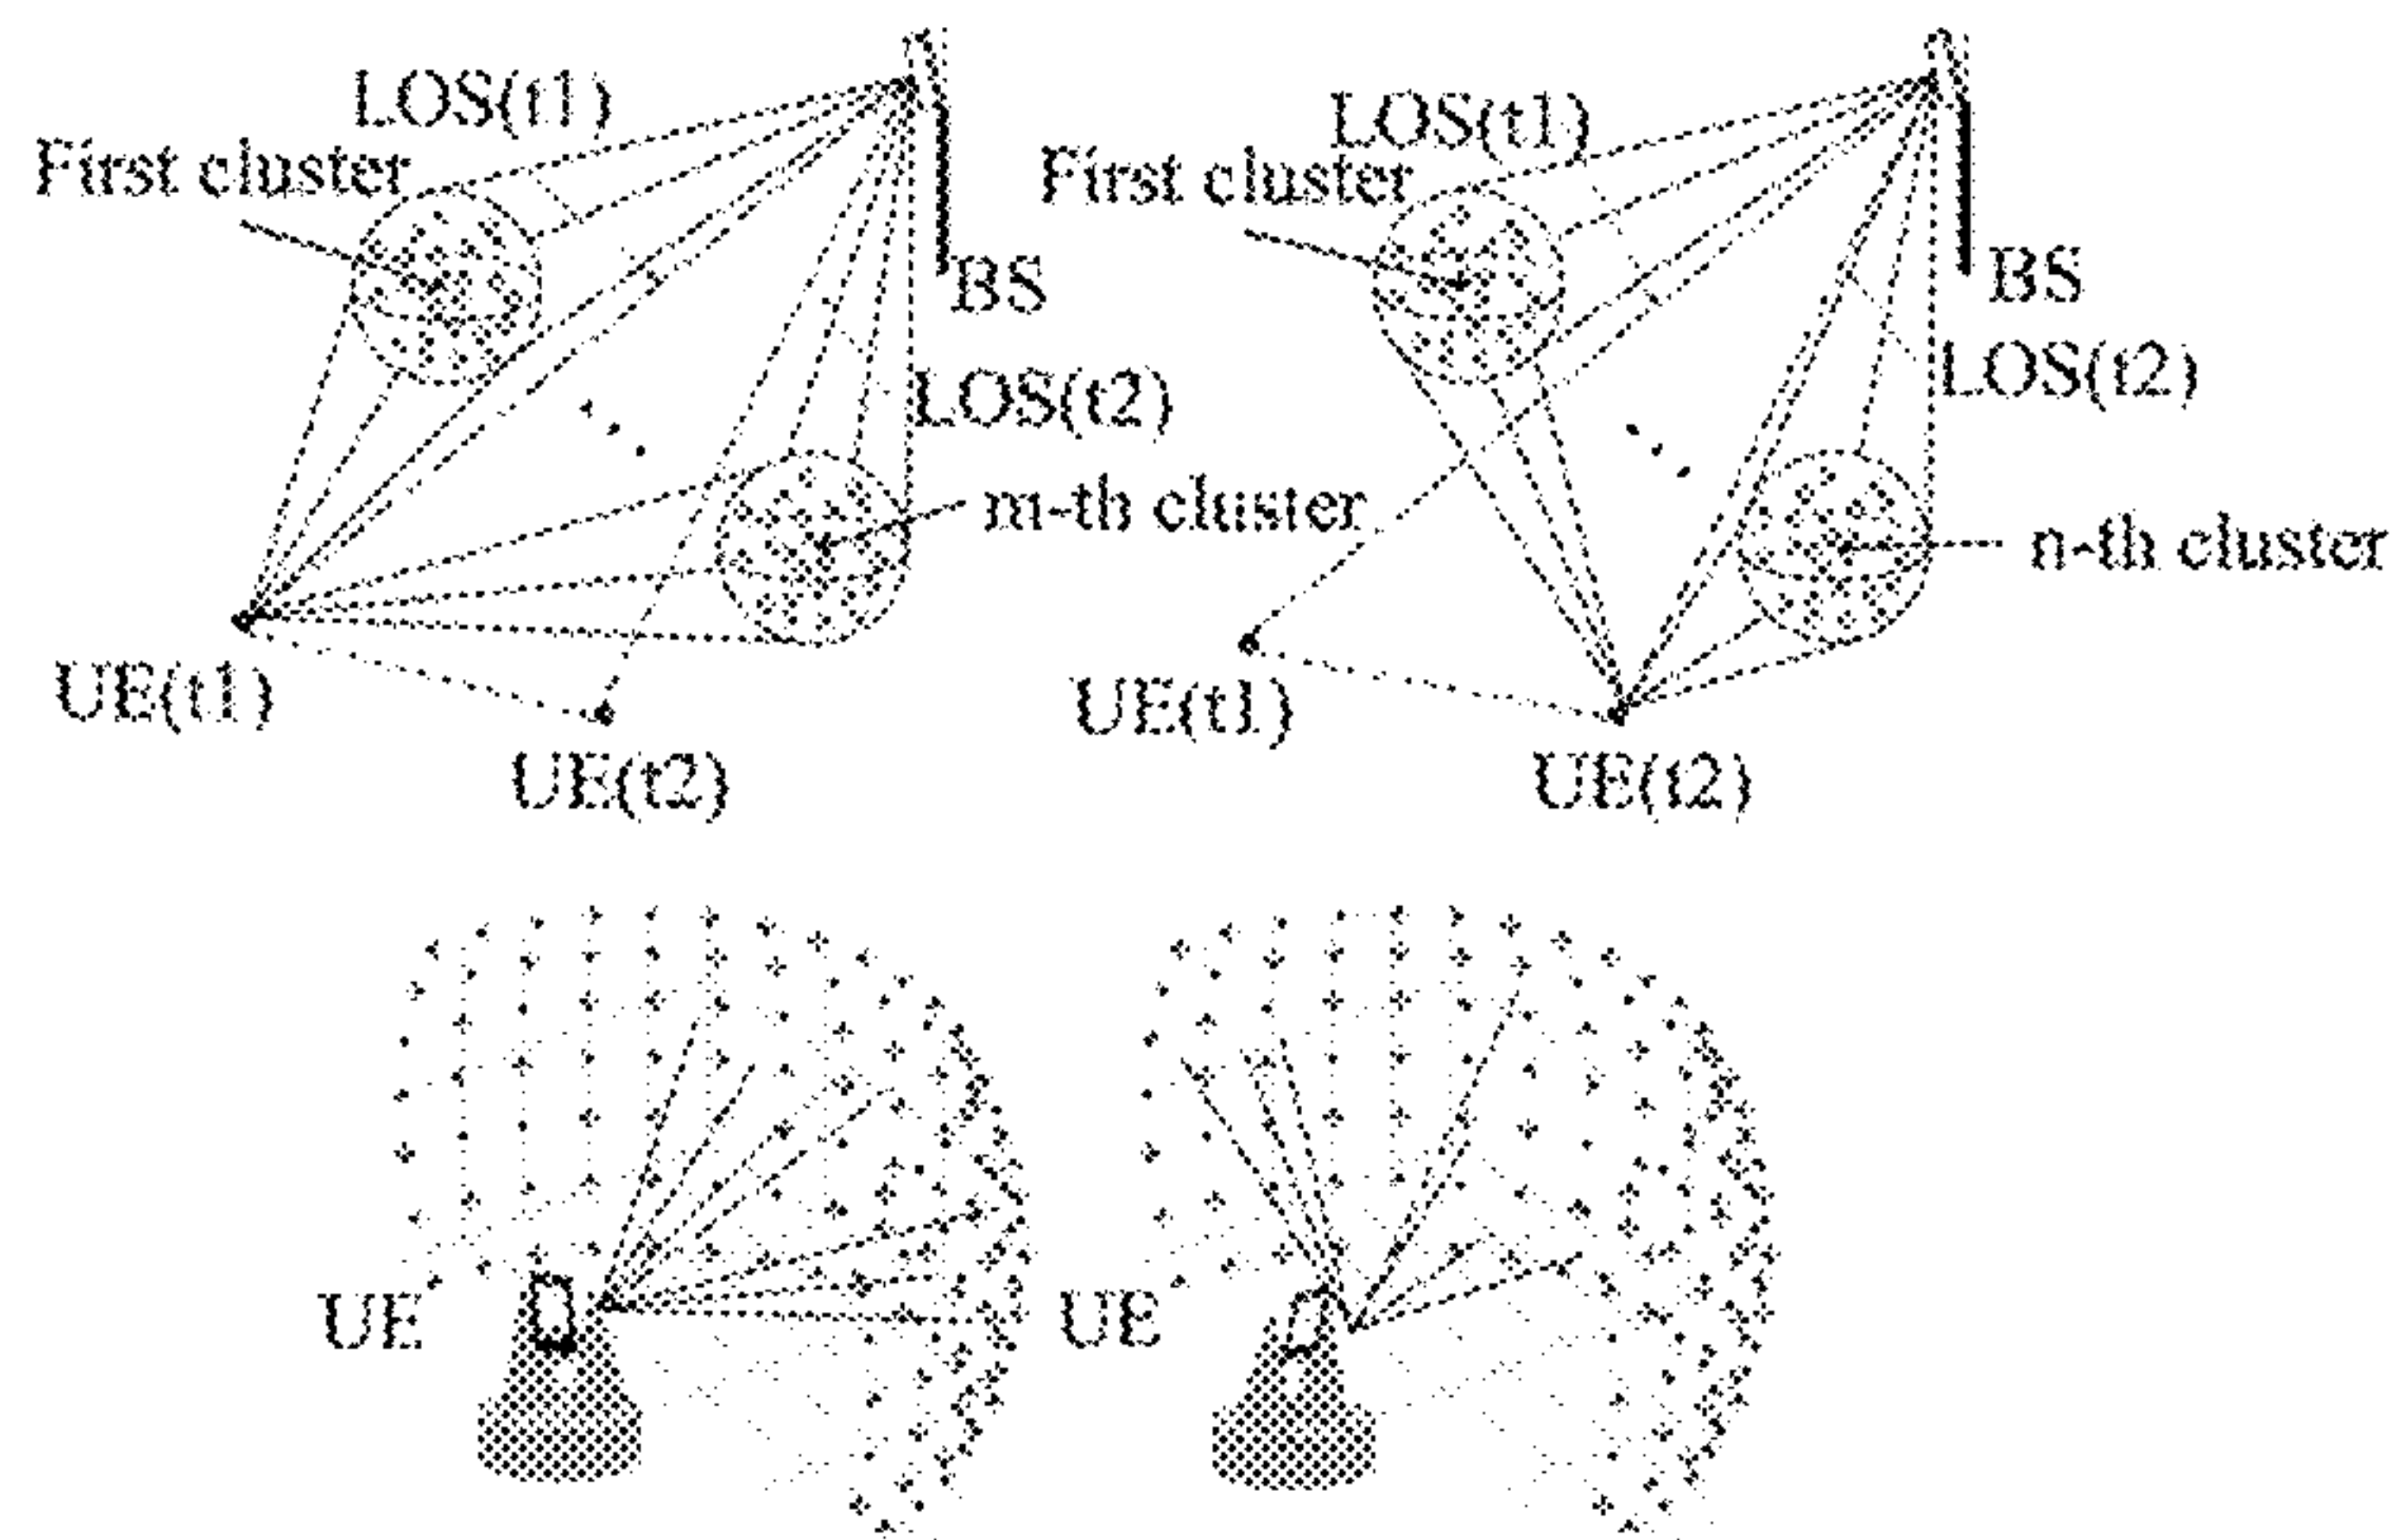 LOS(t1)
First cluster
BS
LOS(t2)
m-th cluster
UE(t1)
UE(t2)
LOS(t1)
First cluster
BS
LOS(t2)
n-th cluster
UE(t1)
UE(t2)
UE
UE